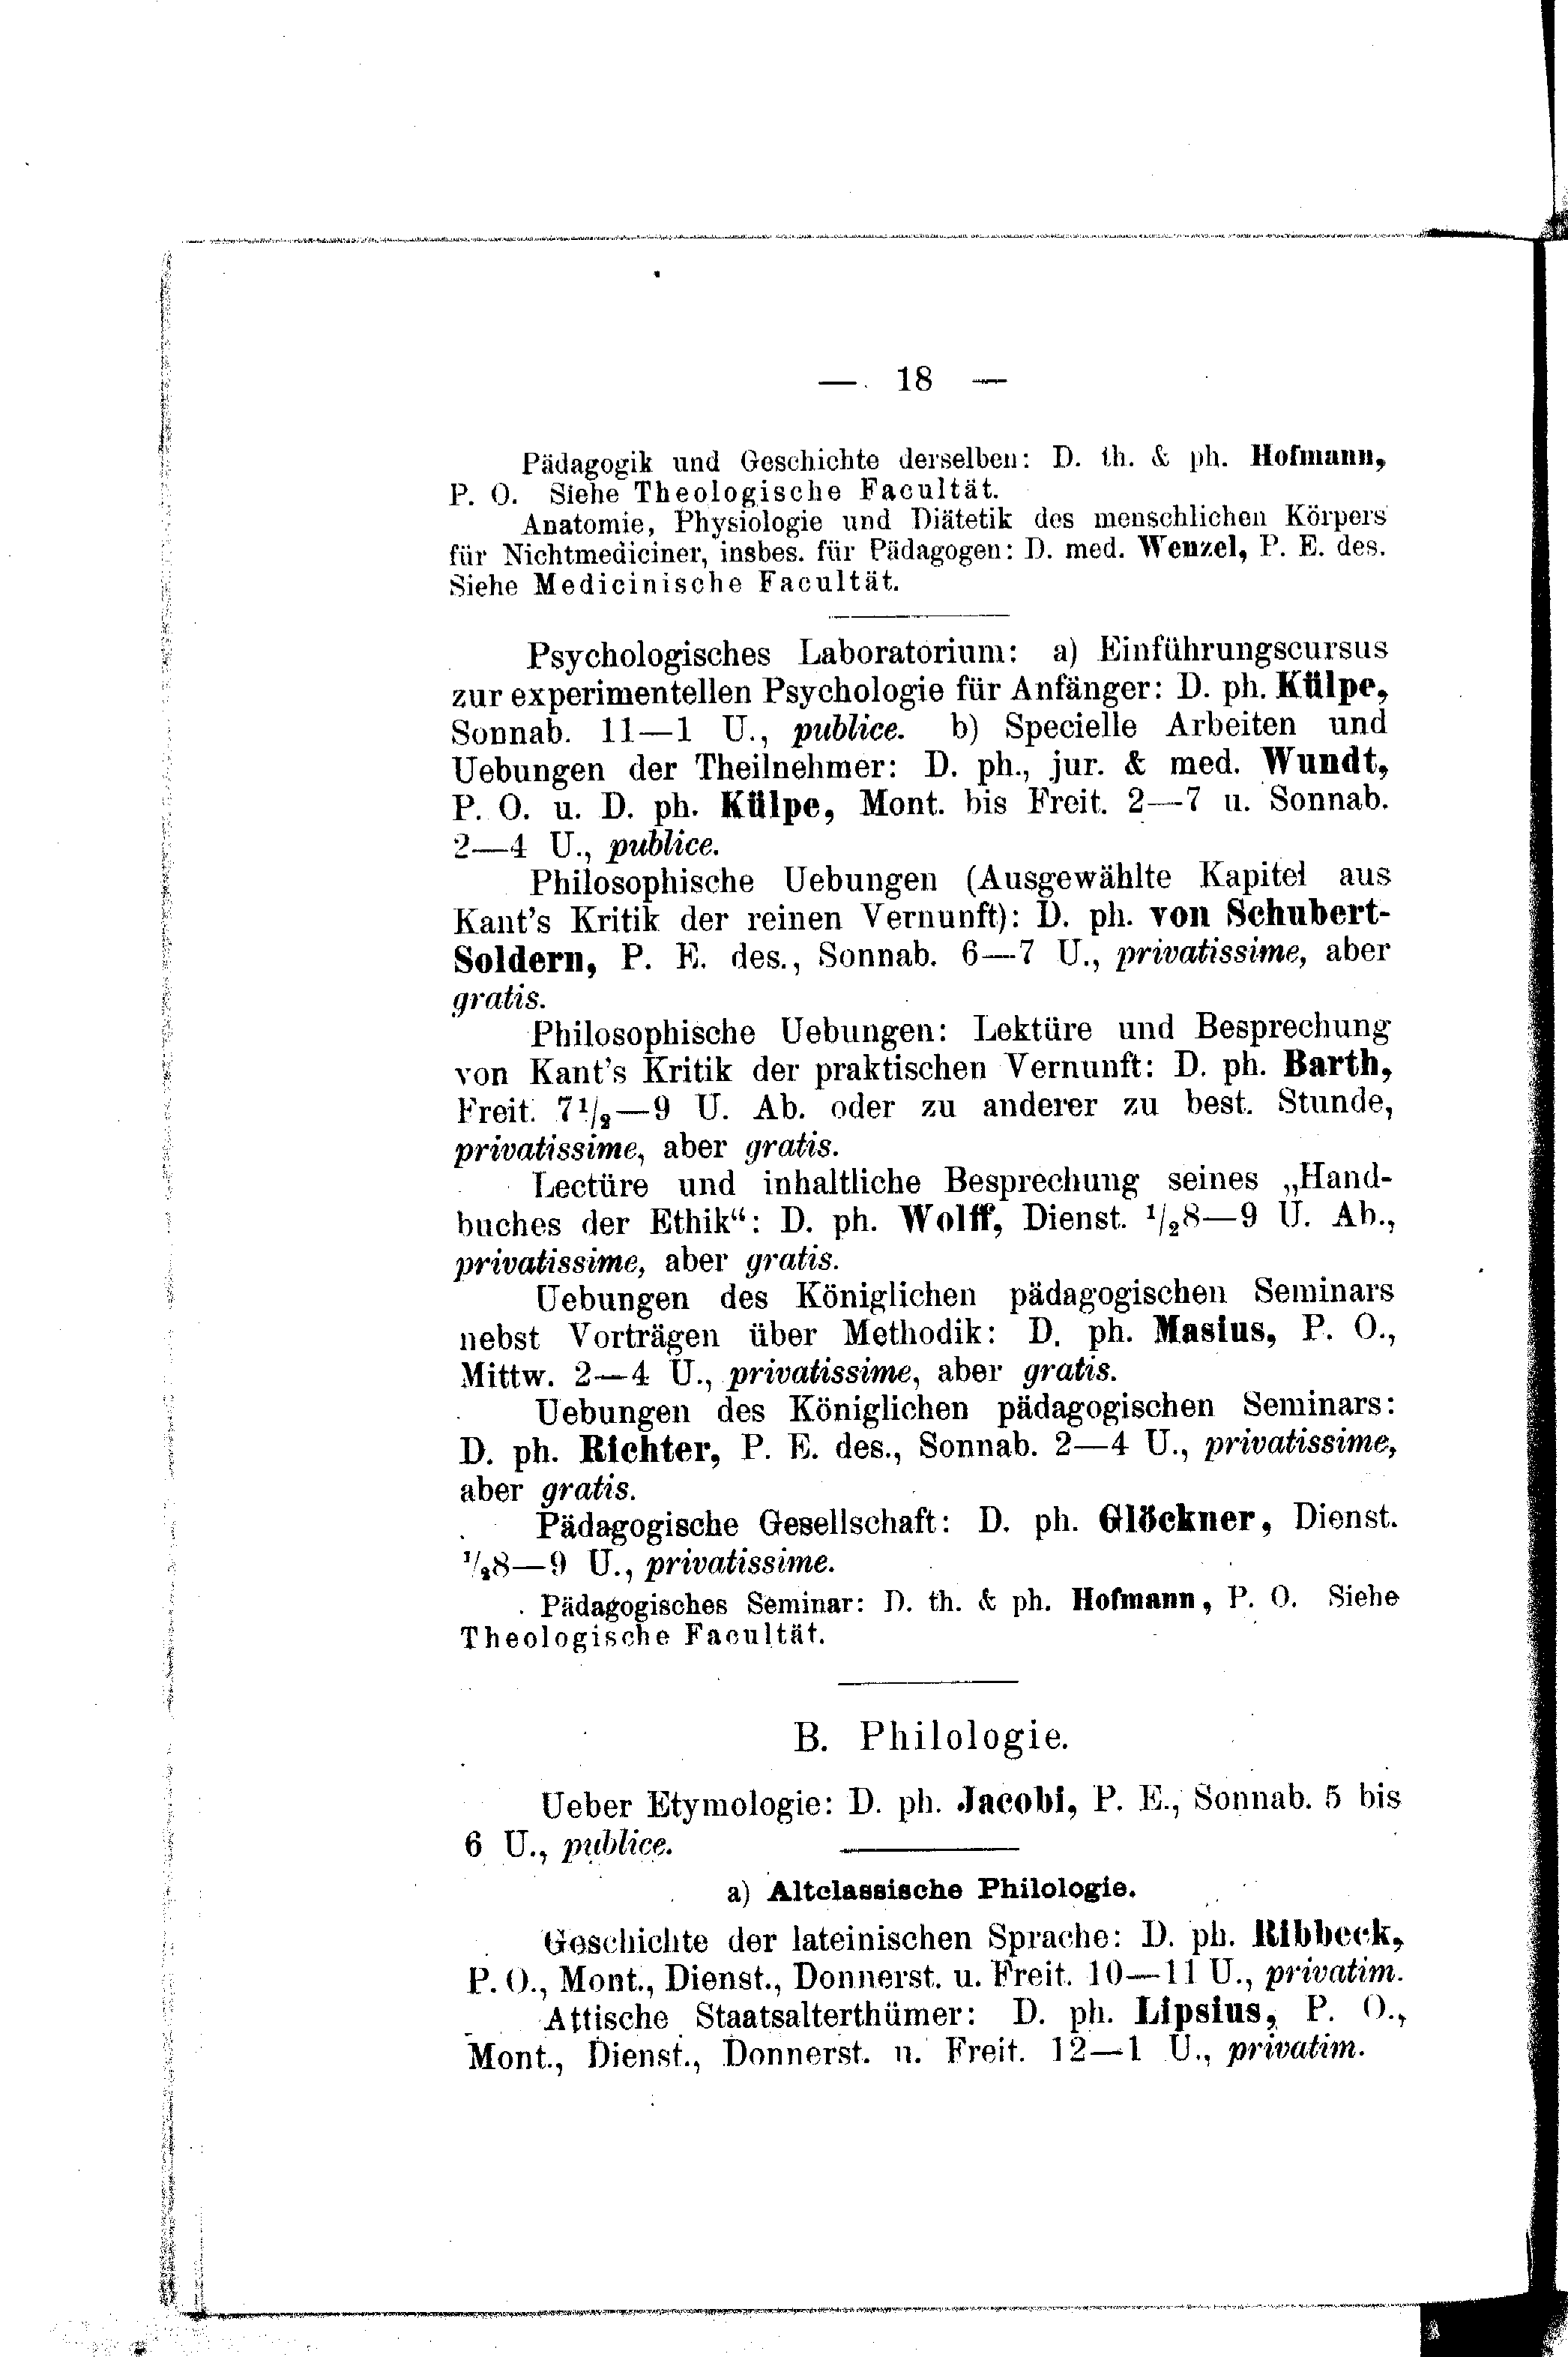 — 18 —
Pädagogik und Geschichte derselben: D. th. & ph. Hofmann,
P. O. Siehe Theologische Facultät.
Anatomie, Physiologie und Diätetik des menschlichen Körpers
für Nichtmediciner, insbes. für Pädagogen: D. med. Wenzel, P. E. des.
Siehe Medicinische Facultät.
Psychologisches Laboratorium: a) Einführungscursus
zur experimentellen Psychologie für Anfänger: D. ph. Külpe,
Sonnab. 11—1 U., publice. b) Specielle Arbeiten und
Uebungen der Theilnehmer: D. ph., jur. & med. Wundt,
P. O. u. D. ph. Külpe, Mont. bis Freit. 2—7 u. Sonnab.
2—4 U., publice.
Philosophische Uebungen (Ausgewählte Kapitel aus
Kant's Kritik der reinen Vernunft): D. ph. von Schubert-
Soldern, P. E. des., Sonnab. 6—7 U., privatissime, aber
gratis.
Philosophische Uebungen: Lektüre und Besprechung
von Kant's Kritik der praktischen Vernunft: D. ph. Barth,
Freit. 7½—9 U. Ab. oder zu anderer zu best. Stunde,
privatissime, aber gratis.
Lectüre und inhaltliche Besprechung seines „Hand-
buches der Ethik“: D. ph. Wolff, Dienst. ½8—9 U. Ab.,
privatissime, aber gratis.
Uebungen des Königlichen pädagogischen Seminars
nebst Vorträgen über Methodik: D. ph. Masius, P. O.,
Mittw. 2—4 U., privatissime, aber gratis.
Uebungen des Königlichen pädagogischen Seminars:
D. ph. Richter, P. E. des., Sonnab. 2—4 U., privatissime,
aber gratis.
Pädagogische Gesellschaft: D. ph. Glöckner, Dienst.
½8—9 U., privatissime.
Pädagogisches Seminar: D. th. & ph. Hofmann, P. O. Siehe
Theologische Facultät.
B. Philologie.
Ueber Etymologie: D. ph. Jacobi, P. E., Sonnab. 5 bis
6 U., publice.
a) Altclassische Philologie.
Geschichte der lateinischen Sprache: D. ph. Ribbeck,
P. O., Mont., Dienst., Donnerst. u. Freit. 10—11 U., privatim.
Attische Staatsalterthümer: D. ph. Lipsius, P. O.,
Mont., Dienst., Donnerst. u. Freit. 12—1 U., privatim.